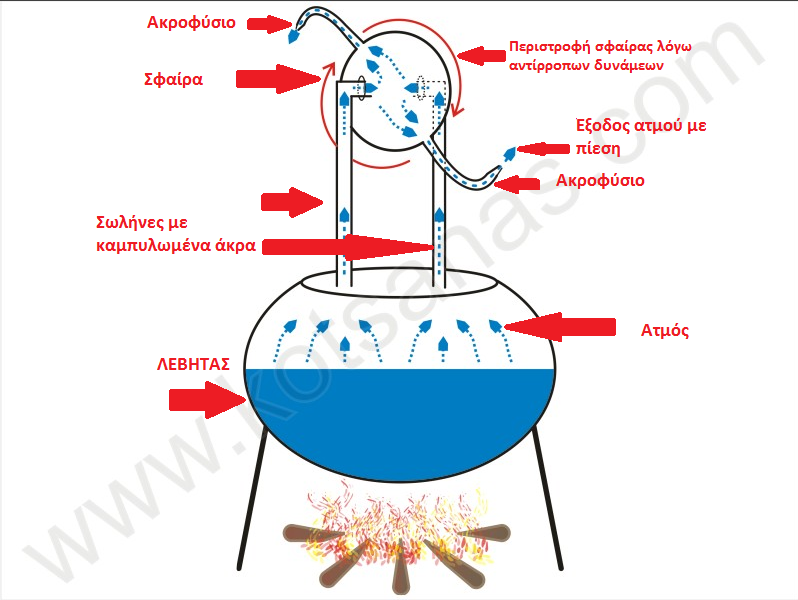 Ακροφύσιο
Περιστροφή σφαίρας λόγω
αντίρροπων δυνάμεων
Σφαίρα
Έξοδος ατμού με
πίεση
Ακροφύσιο
Σωλήνες με
καμπυλωμένα άκρα
Ατμός
ΛΕΒΗΤΑΣ
www.kotsanas.com